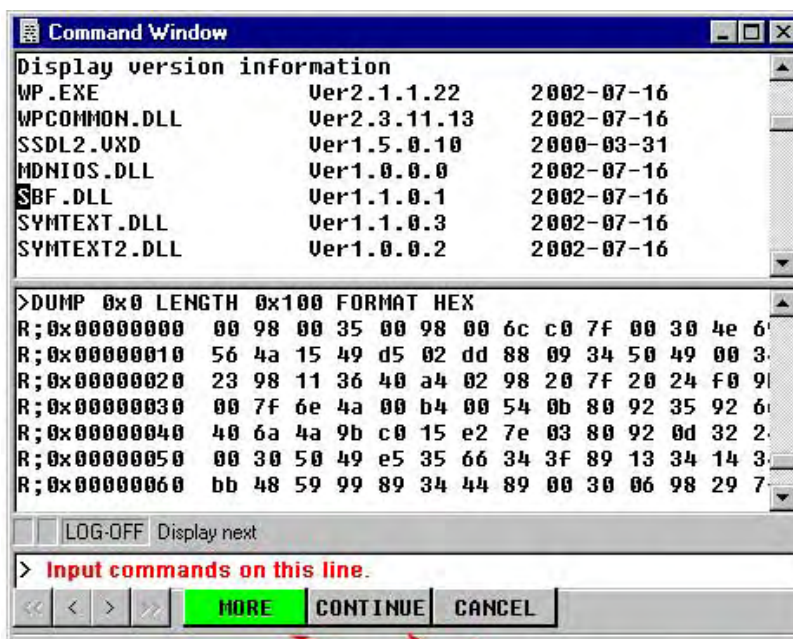 Command Window
Display version information
WP.EXE Ver2.1.1.22 2002-07-16
WPCOMMON.DLL Ver2.3.11.13 2002-07-16
SSDL2.VXD Ver1.5.0.10 2000-03-31
MDNIOS.DLL Ver1.0.0.0 2002-07-16
SBF.DLL Ver1.1.0.1 2002-07-16
SYMTEXT.DLL Ver1.1.0.3 2002-07-16
SYMTEXT2.DLL Ver1.0.0.2 2002-07-16
>DUMP 0x0 LENGTH 0x100 FORMAT HEX
R;0x00000000 00 98 00 35 00 98 00 6c c0 7f 00 30 4e
R;0x00000010 56 4a 15 49 d5 02 dd 88 09 34 50 49 00
R;0x00000020 23 98 11 36 40 a4 02 98 20 7f 20 24 f0
R;0x00000030 00 7f 6e 4a 00 b4 00 54 0b 80 92 35 92
R;0x00000040 40 6a 4a 9b c0 15 e2 7e 03 80 92 0d 32
R;0x00000050 00 30 50 49 e5 35 66 34 3f 89 13 34 14
R;0x00000060 bb 48 59 99 89 34 44 89 00 30 06 98 29
LOG-OFF Display next
> Input commands on this line.
<< < > >> MORE CONTINUE CANCEL